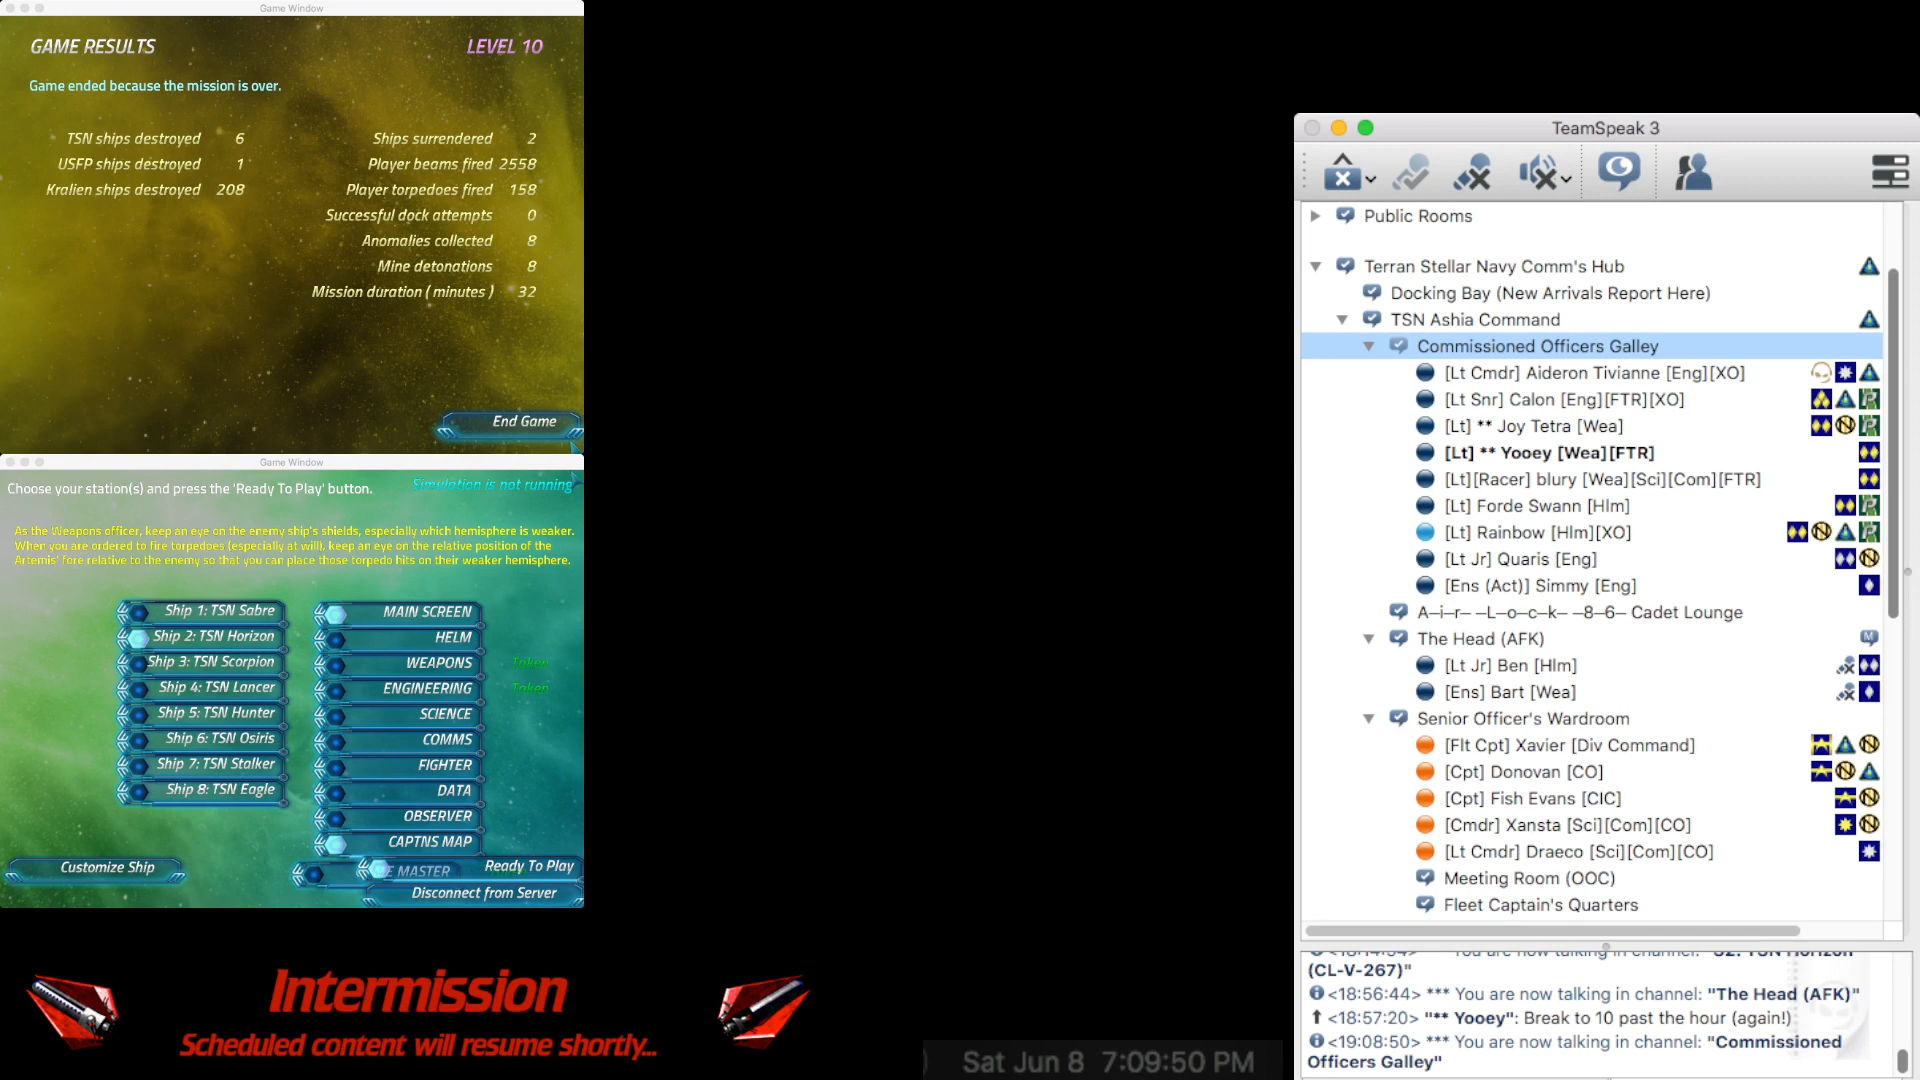 Game Window
GAME RESULTS
LEVEL 10
Game ended because the mission is over.
TSN ships destroyed 6
USFP ships destroyed 1
Kralien ships destroyed 208
Ships surrendered 2
Player beams fired 2558
Player torpedoes fired 158
Successful dock attempts 0
Anomalies collected 8
Mine detonations 8
Mission duration ( minutes ) 32
End Game
Game Window
Choose your station(s) and press the 'Ready To Play' button.
Simulation is not running
As the Weapons officer, keep an eye on the enemy ship's shields, especially which hemisphere is weaker.
When you are ordered to fire torpedoes (especially at will), keep an eye on the relative position of the
Artemis' fore relative to the enemy so that you can place those torpedo hits on their weaker hemisphere.
Ship 1: TSN Sabre
Ship 2: TSN Horizon
Ship 3: TSN Scorpion
Ship 4: TSN Lancer
Ship 5: TSN Hunter
Ship 6: TSN Osiris
Ship 7: TSN Stalker
Ship 8: TSN Eagle
MAIN SCREEN
HELM
WEAPONS Taken
ENGINEERING Taken
SCIENCE
COMMS
FIGHTER
DATA
OBSERVER
CAPTNS MAP
MASTER
Customize Ship
Ready To Play
Disconnect from Server
Intermission
Scheduled content will resume shortly...
Sat Jun 8 7:09:50 PM
TeamSpeak 3
Public Rooms
Terran Stellar Navy Comm's Hub
Docking Bay (New Arrivals Report Here)
TSN Ashia Command
Commissioned Officers Galley
[Lt Cmdr] Aideron Tivianne [Eng][XO]
[Lt Snr] Calon [Eng][FTR][XO]
[Lt] ** Joy Tetra [Wea]
[Lt] ** Yooey [Wea][FTR]
[Lt][Racer] blury [Wea][Sci][Com][FTR]
[Lt] Forde Swann [Hlm]
[Lt] Rainbow [Hlm][XO]
[Lt Jr] Quaris [Eng]
[Ens (Act)] Simmy [Eng]
A—i—r— —L—o—c—k— —8—6— Cadet Lounge
The Head (AFK)
[Lt Jr] Ben [Hlm]
[Ens] Bart [Wea]
Senior Officer's Wardroom
[Flt Cpt] Xavier [Div Command]
[Cpt] Donovan [CO]
[Cpt] Fish Evans [CIC]
[Cmdr] Xansta [Sci][Com][CO]
[Lt Cmdr] Draeco [Sci][Com][CO]
Meeting Room (OOC)
Fleet Captain's Quarters
You are now talking in channel:
(CL-V-267)"
<18:56:44> *** You are now talking in channel: "The Head (AFK)"
<18:57:20> "** Yooey": Break to 10 past the hour (again!)
<19:08:50> *** You are now talking in channel: "Commissioned
Officers Galley"